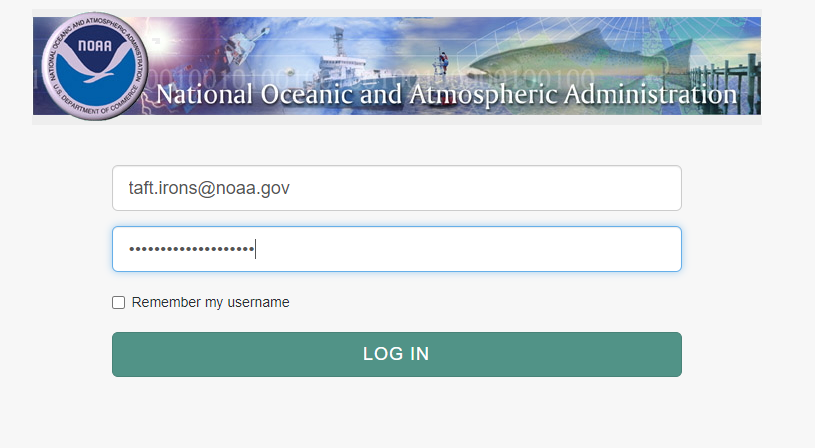 NATIONAL OCEANIC AND ATMOSPHERIC ADMINISTRATION
NOAA
U.S. DEPARTMENT OF COMMERCE
National Oceanic and Atmospheric Administration
taft.irons@noaa.gov
••••••••••••••••••••
Remember my username
LOG IN